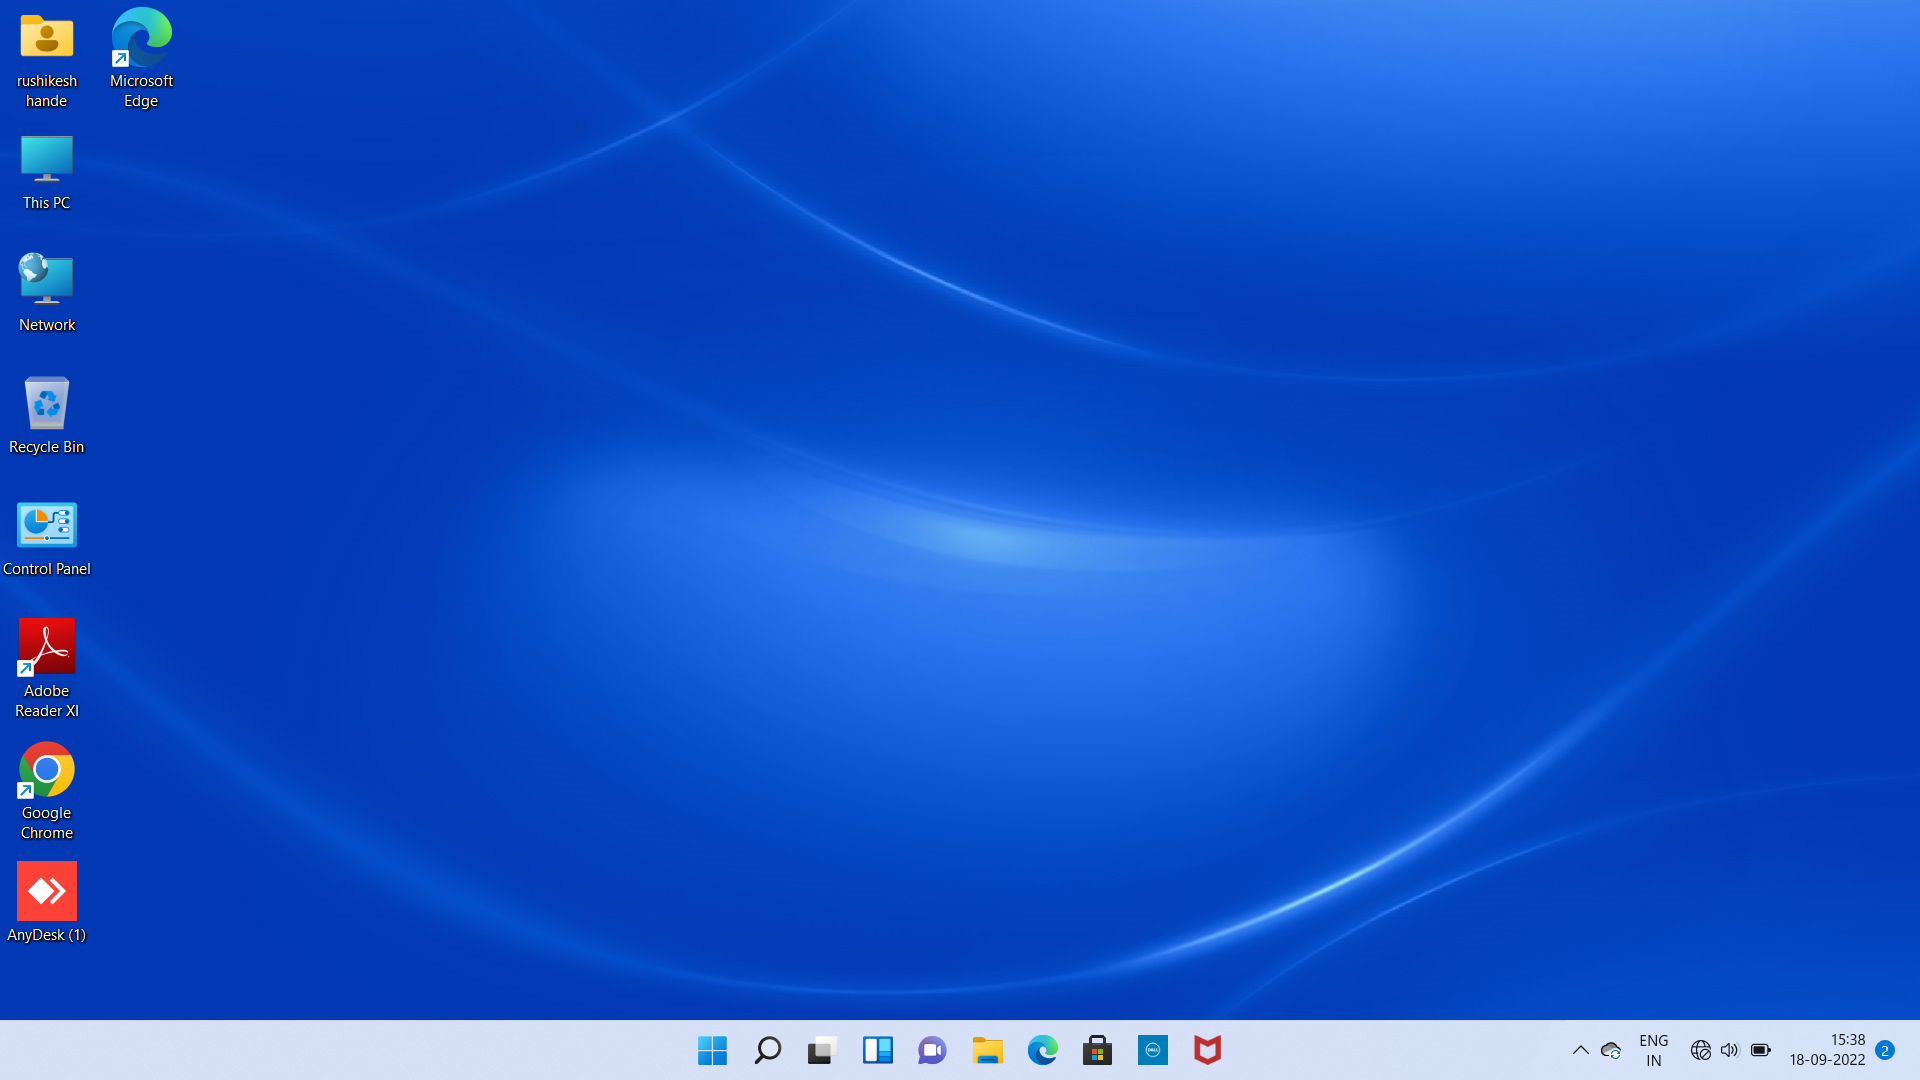 rushikesh
hande
Microsoft
Edge
This PC
Network
Recycle Bin
Control Panel
Adobe
Reader XI
Google
Chrome
AnyDesk (1)
DELL
ENG
IN
15:38
18-09-2022
2